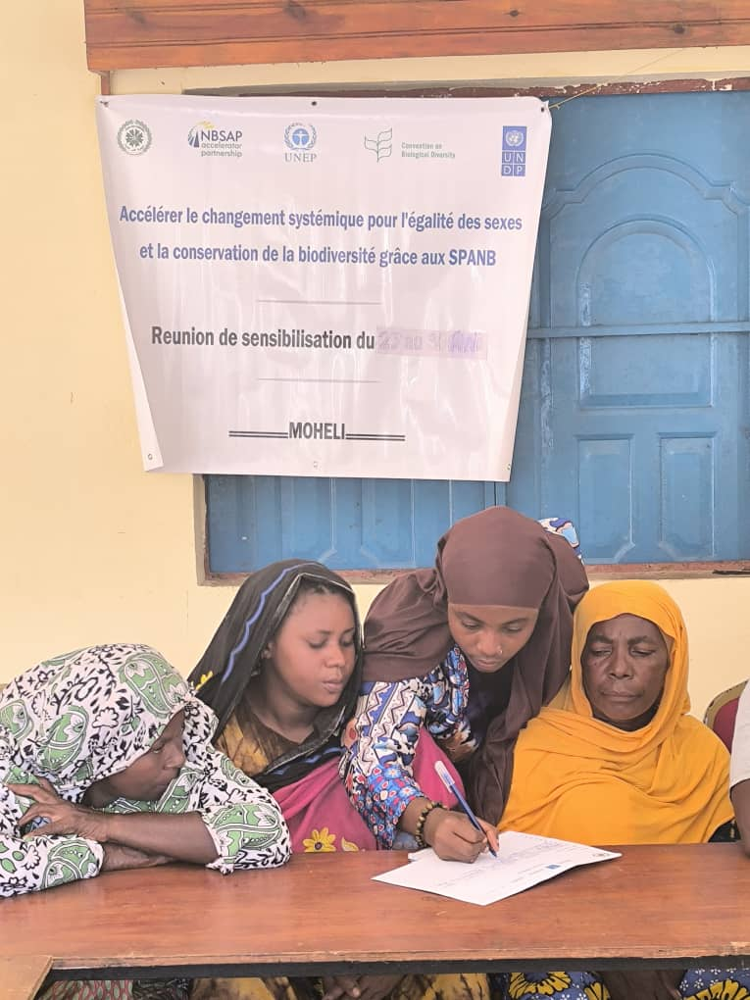 NBSAP
accelerator
partnership
UNEP
Convention on
Biological Diversity
UN
DP
Accélérer le changement systémique pour l'égalité des sexes
et la conservation de la biodiversité grâce aux SPANB
Reunion de sensibilisation du
MOHELI